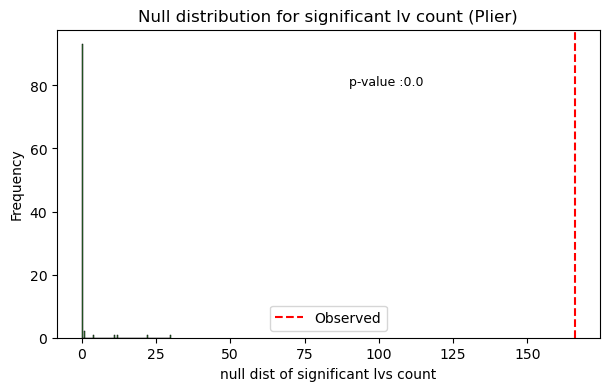 Null distribution for significant lv count (Plier)
p-value :0.0
Frequency
80
60
40
20
0
Observed
0 25 50 75 100 125 150
null dist of significant lvs count